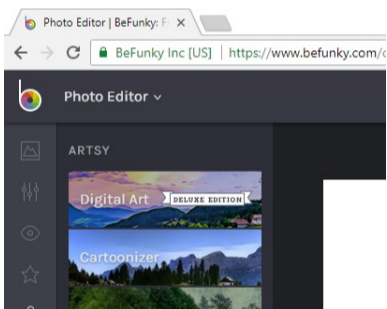 Photo Editor | BeFunky: F
BeFunky Inc [US] | https://www.befunky.com/
Photo Editor
ARTSY
Digital Art DELUXE EDITION
Cartoonizer